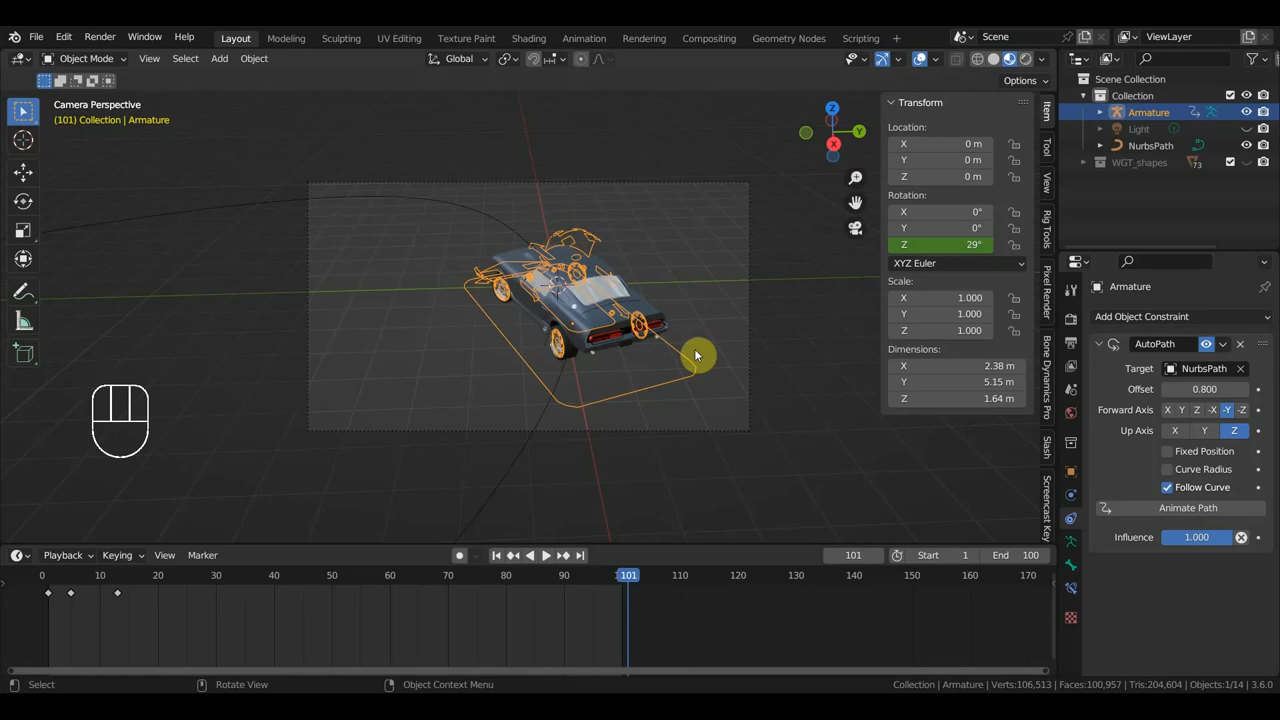 File Edit Render Window Help
Layout Modeling Sculpting UV Editing Texture Paint Shading Animation Rendering Compositing Geometry Nodes Scripting +
Scene
ViewLayer
Object Mode View Select Add Object
Global
Options
Camera Perspective
(101) Collection | Armature
X
Y
Z
Transform
Location:
X 0 m
Y 0 m
Z 0 m
Rotation:
X 0°
Y 0°
Z 29°
XYZ Euler
Scale:
X 1.000
Y 1.000
Z 1.000
Dimensions:
X 2.38 m
Y 5.15 m
Z 1.64 m
Item
Tool
View
Rig Tools
Pixel Render
Bone Dynamics Pro
Slash
Screencast Key
Scene Collection
Collection
Armature
Light
NurbsPath
WGT_shapes 73
Armature
Add Object Constraint
AutoPath
Target NurbsPath
Offset 0.800
Forward Axis X Y Z -X -Y -Z
Up Axis X Y Z
Fixed Position
Curve Radius
Follow Curve
Animate Path
Influence 1.000
Playback Keying View Marker
101 Start 1 End 100
0 10 20 30 40 50 60 70 80 90 101 110 120 130 140 150 160 170
Select Rotate View Object Context Menu
Collection | Armature | Verts:106,513 | Faces:100,957 | Tris:204,604 | Objects:1/14 | 3.6.0